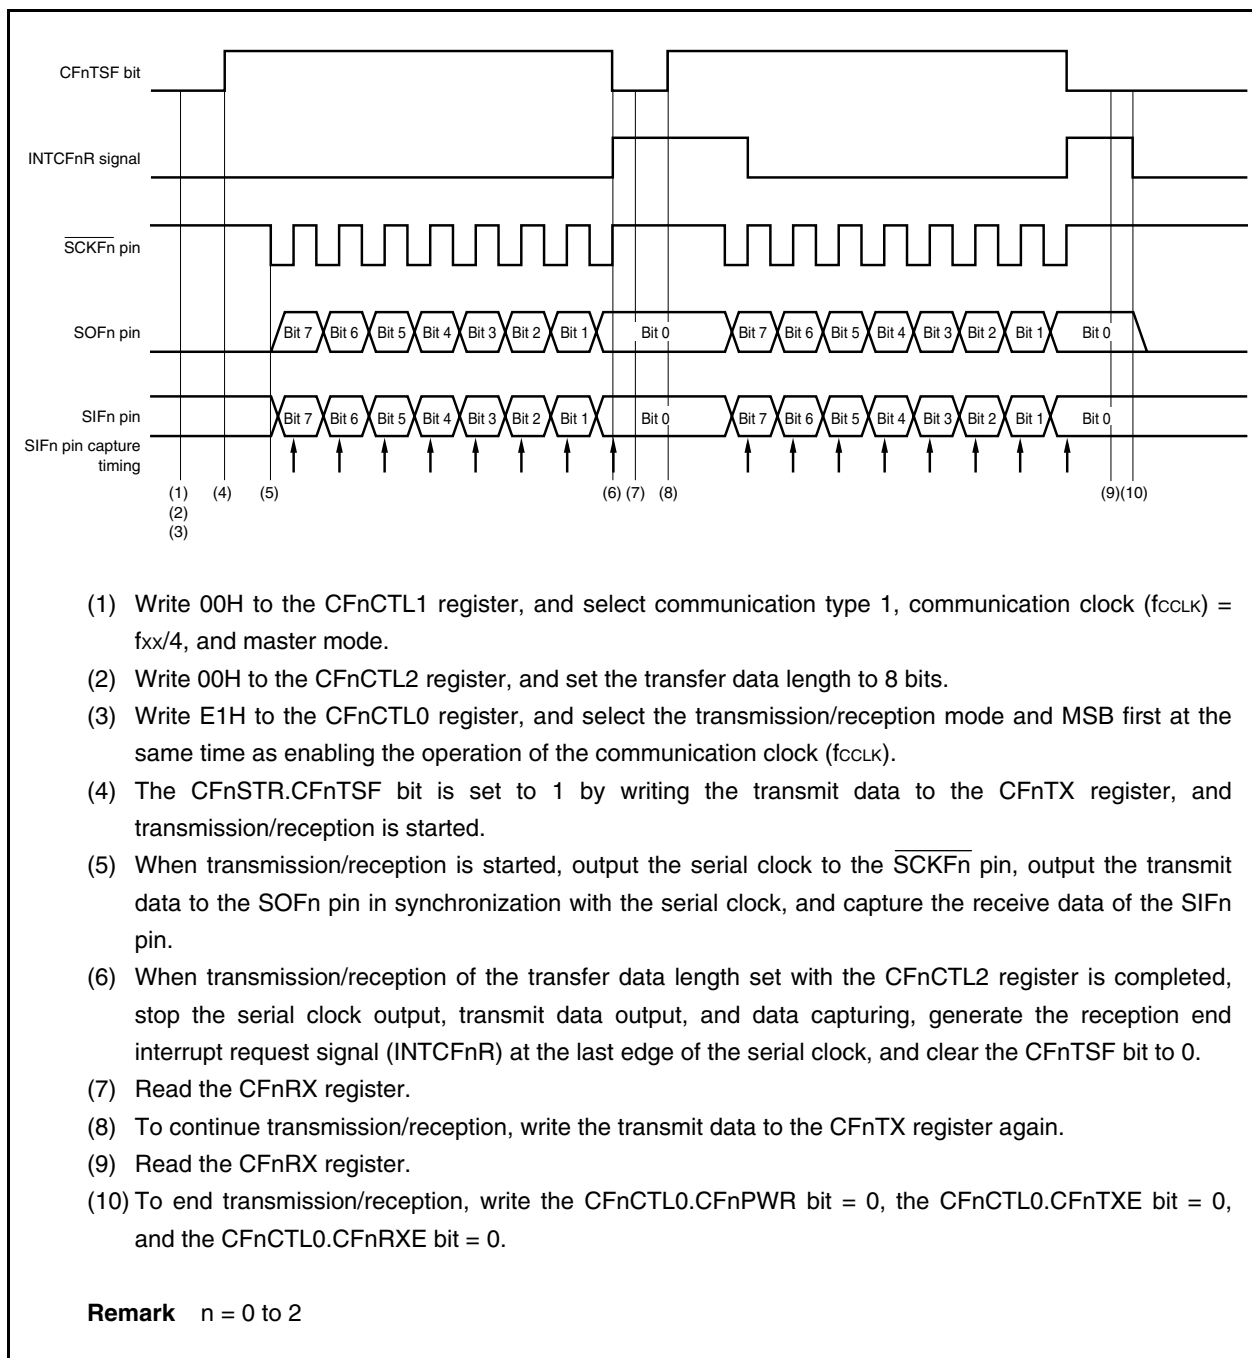 CFnTSF bit
INTCFnR signal
SCKFn pin
SOFn pin
Bit 7 Bit 6 Bit 5 Bit 4 Bit 3 Bit 2 Bit 1 Bit 0 Bit 7 Bit 6 Bit 5 Bit 4 Bit 3 Bit 2 Bit 1 Bit 0
SIFn pin
Bit 7 Bit 6 Bit 5 Bit 4 Bit 3 Bit 2 Bit 1 Bit 0 Bit 7 Bit 6 Bit 5 Bit 4 Bit 3 Bit 2 Bit 1 Bit 0
SIFn pin capture
timing
(1) (4) (5) (6) (7) (8) (9) (10)
(2)
(3)
(1) Write 00H to the CFnCTL1 register, and select communication type 1, communication clock (fCCLK) =
fxx/4, and master mode.
(2) Write 00H to the CFnCTL2 register, and set the transfer data length to 8 bits.
(3) Write E1H to the CFnCTL0 register, and select the transmission/reception mode and MSB first at the
same time as enabling the operation of the communication clock (fCCLK).
(4) The CFnSTR.CFnTSF bit is set to 1 by writing the transmit data to the CFnTX register, and
transmission/reception is started.
(5) When transmission/reception is started, output the serial clock to the SCKFn pin, output the transmit
data to the SOFn pin in synchronization with the serial clock, and capture the receive data of the SIFn
pin.
(6) When transmission/reception of the transfer data length set with the CFnCTL2 register is completed,
stop the serial clock output, transmit data output, and data capturing, generate the reception end
interrupt request signal (INTCFnR) at the last edge of the serial clock, and clear the CFnTSF bit to 0.
(7) Read the CFnRX register.
(8) To continue transmission/reception, write the transmit data to the CFnTX register again.
(9) Read the CFnRX register.
(10) To end transmission/reception, write the CFnCTL0.CFnPWR bit = 0, the CFnCTL0.CFnTXE bit = 0,
and the CFnCTL0.CFnRXE bit = 0.
Remark n = 0 to 2